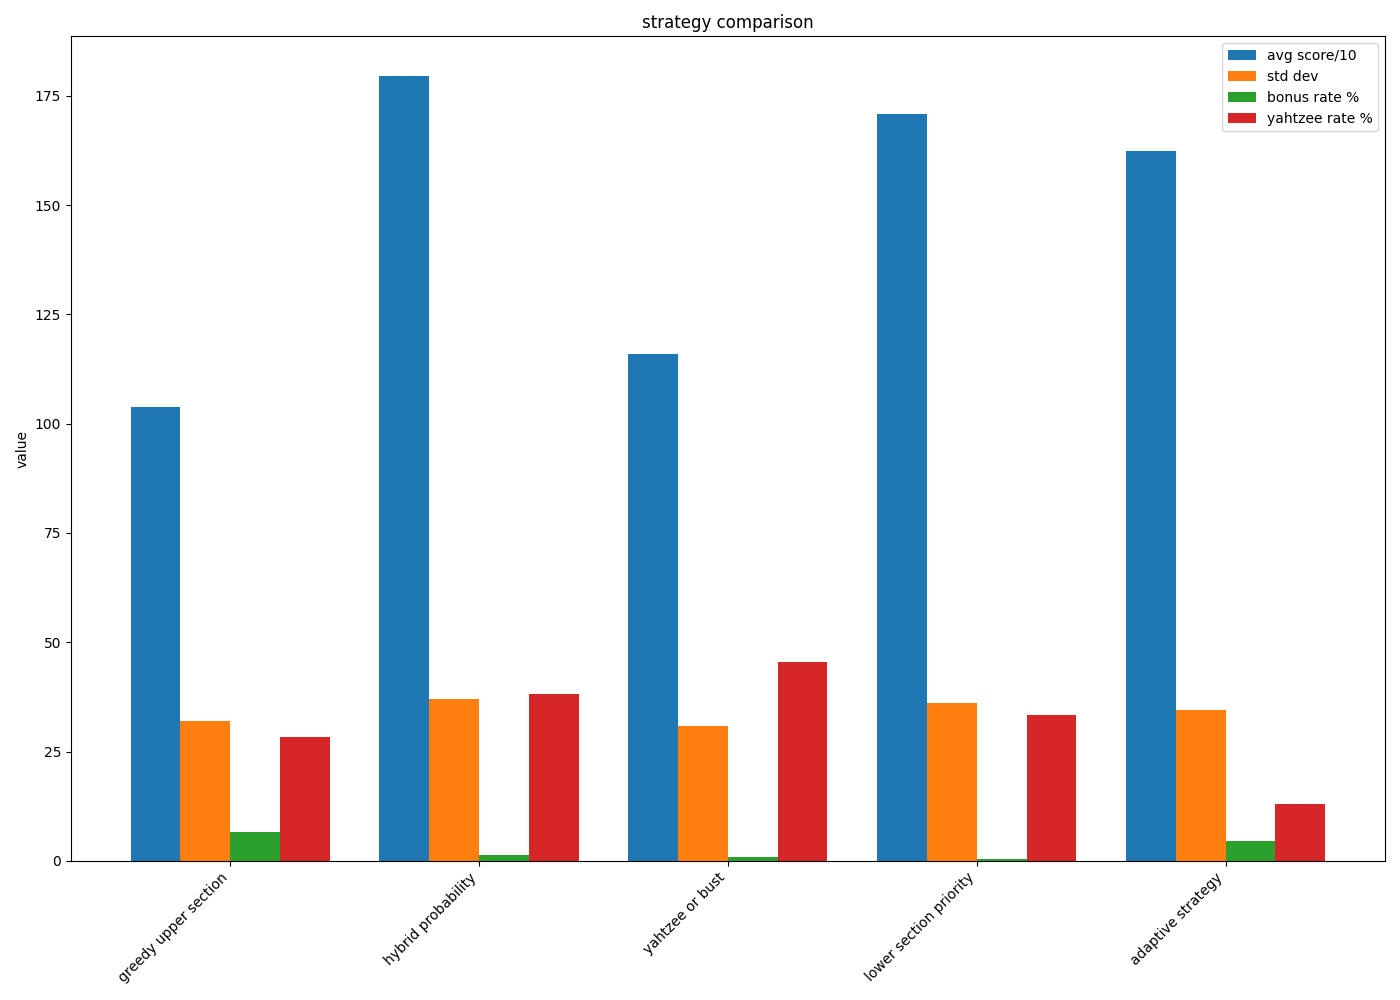 strategy comparison
avg score/10
std dev
bonus rate %
yahtzee rate %
value
175
150
125
100
75
50
25
0
greedy upper section
hybrid probability
yahtzee or bust
lower section priority
adaptive strategy